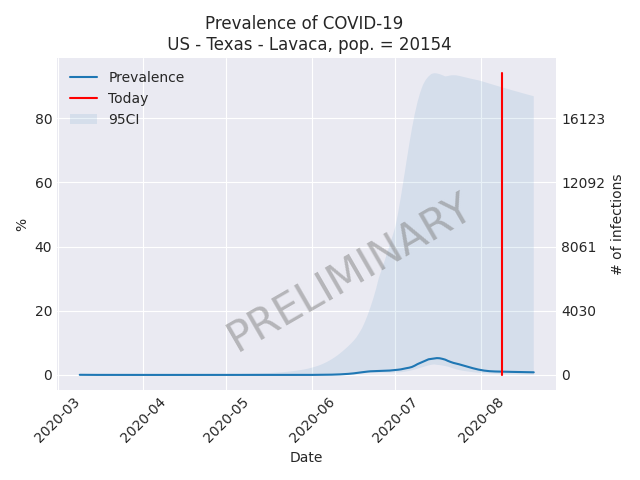 Prevalence of COVID-19
US - Texas - Lavaca, pop. = 20154
Prevalence
Today
95CI
80
60
40
20
0
%
16123
12092
8061
4030
0
# of infections
PRELIMINARY
2020-03
2020-04
2020-05
2020-06
2020-07
2020-08
Date